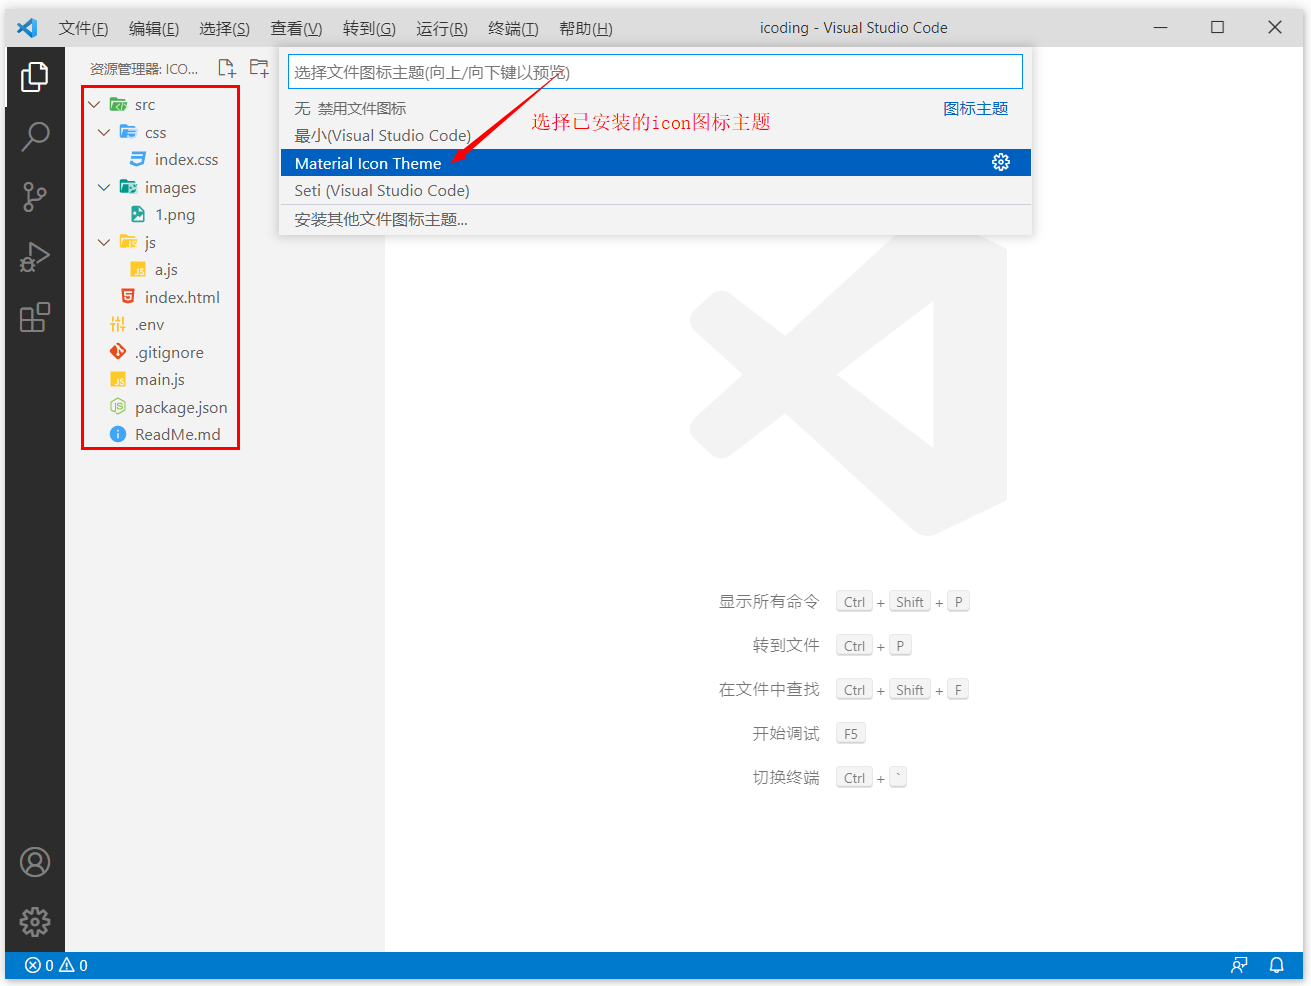 文件(F) 编辑(E) 选择(S) 查看(V) 转到(G) 运行(R) 终端(T) 帮助(H) icoding - Visual Studio Code
资源管理器: ICO...
选择文件图标主题(向上/向下键以预览)
无 禁用文件图标 图标主题
最小(Visual Studio Code)
Material Icon Theme
Seti (Visual Studio Code)
安装其他文件图标主题...
选择已安装的icon图标主题
src
css
index.css
images
1.png
js
a.js
index.html
.env
.gitignore
main.js
package.json
ReadMe.md
显示所有命令 Ctrl + Shift + P
转到文件 Ctrl + P
在文件中查找 Ctrl + Shift + F
开始调试 F5
切换终端 Ctrl + `
0 0